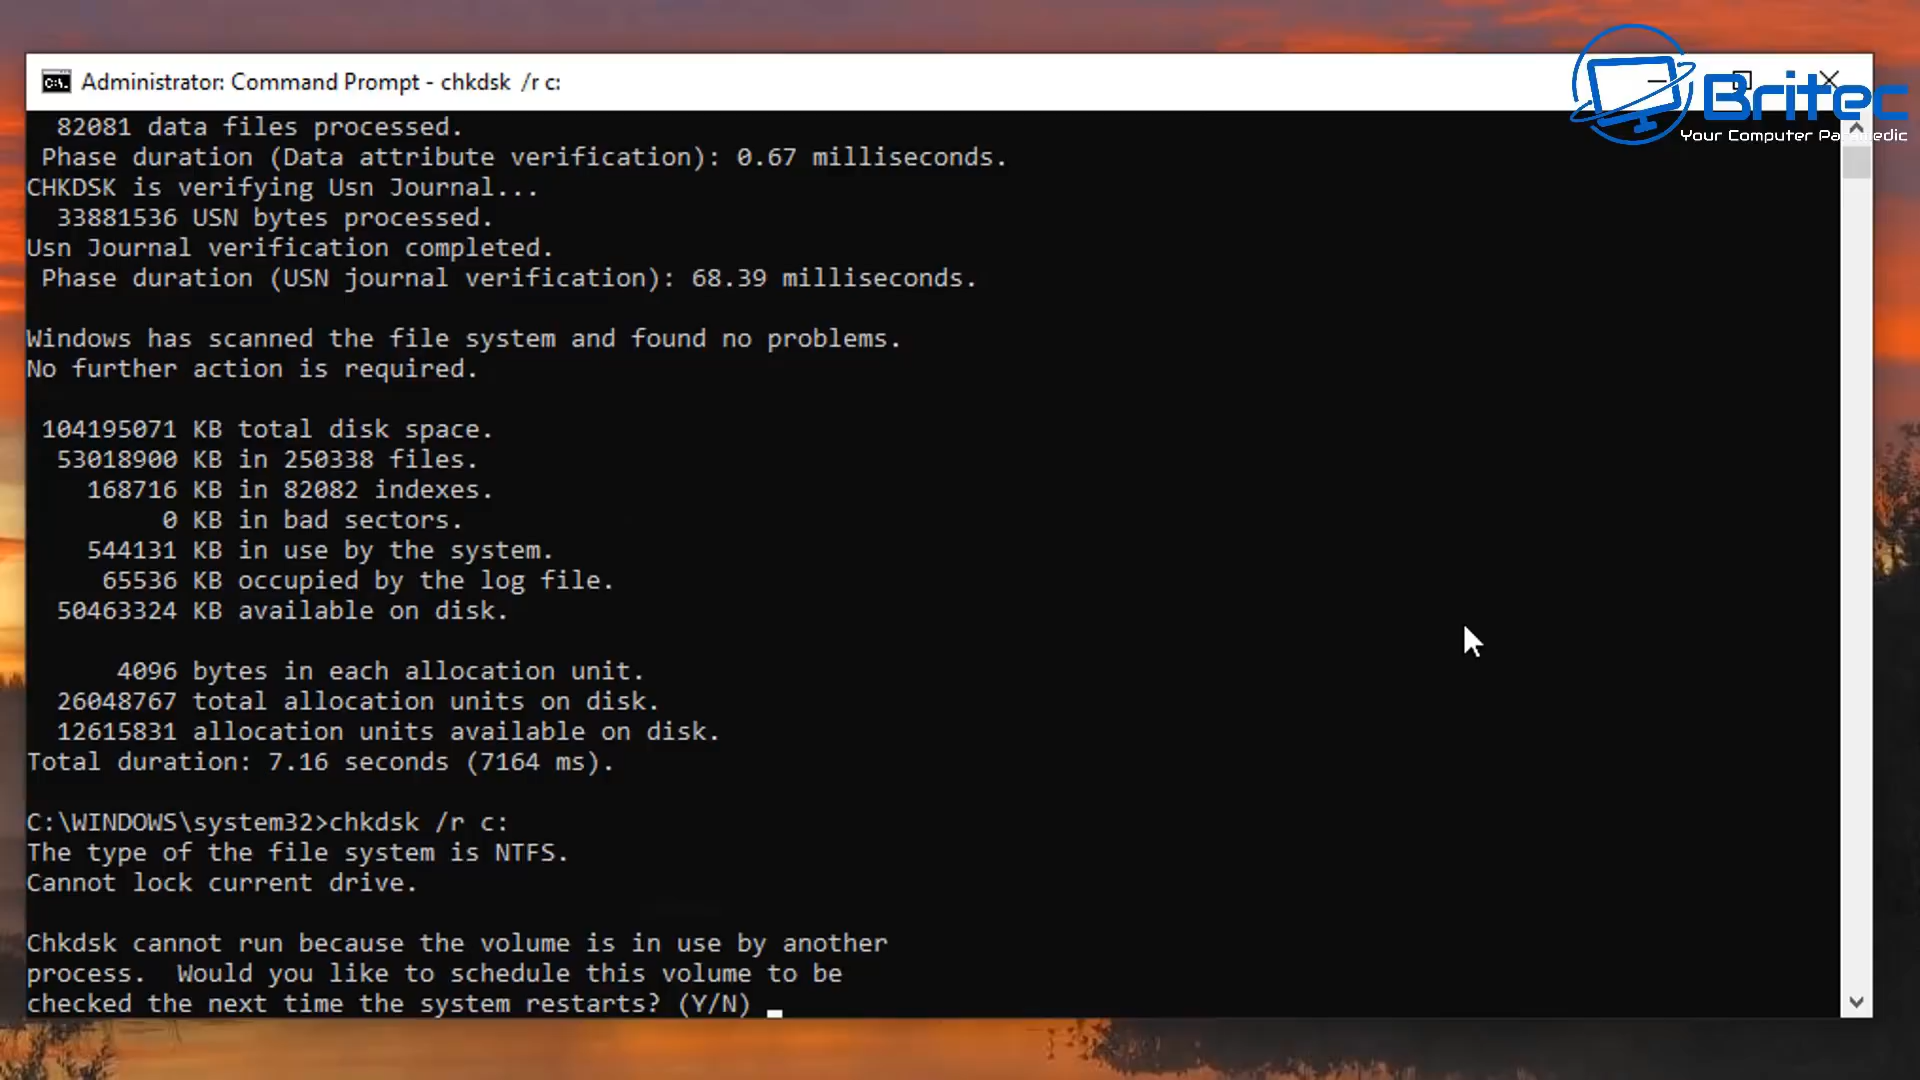 Administrator: Command Prompt - chkdsk /r c:
Britec
Your Computer Paramedic
82081 data files processed.
Phase duration (Data attribute verification): 0.67 milliseconds.
CHKDSK is verifying Usn Journal...
33881536 USN bytes processed.
Usn Journal verification completed.
Phase duration (USN journal verification): 68.39 milliseconds.
Windows has scanned the file system and found no problems.
No further action is required.
104195071 KB total disk space.
53018900 KB in 250338 files.
168716 KB in 82082 indexes.
0 KB in bad sectors.
544131 KB in use by the system.
65536 KB occupied by the log file.
50463324 KB available on disk.
4096 bytes in each allocation unit.
26048767 total allocation units on disk.
12615831 allocation units available on disk.
Total duration: 7.16 seconds (7164 ms).
C:\WINDOWS\system32>chkdsk /r c:
The type of the file system is NTFS.
Cannot lock current drive.
Chkdsk cannot run because the volume is in use by another
process.  Would you like to schedule this volume to be
checked the next time the system restarts? (Y/N)